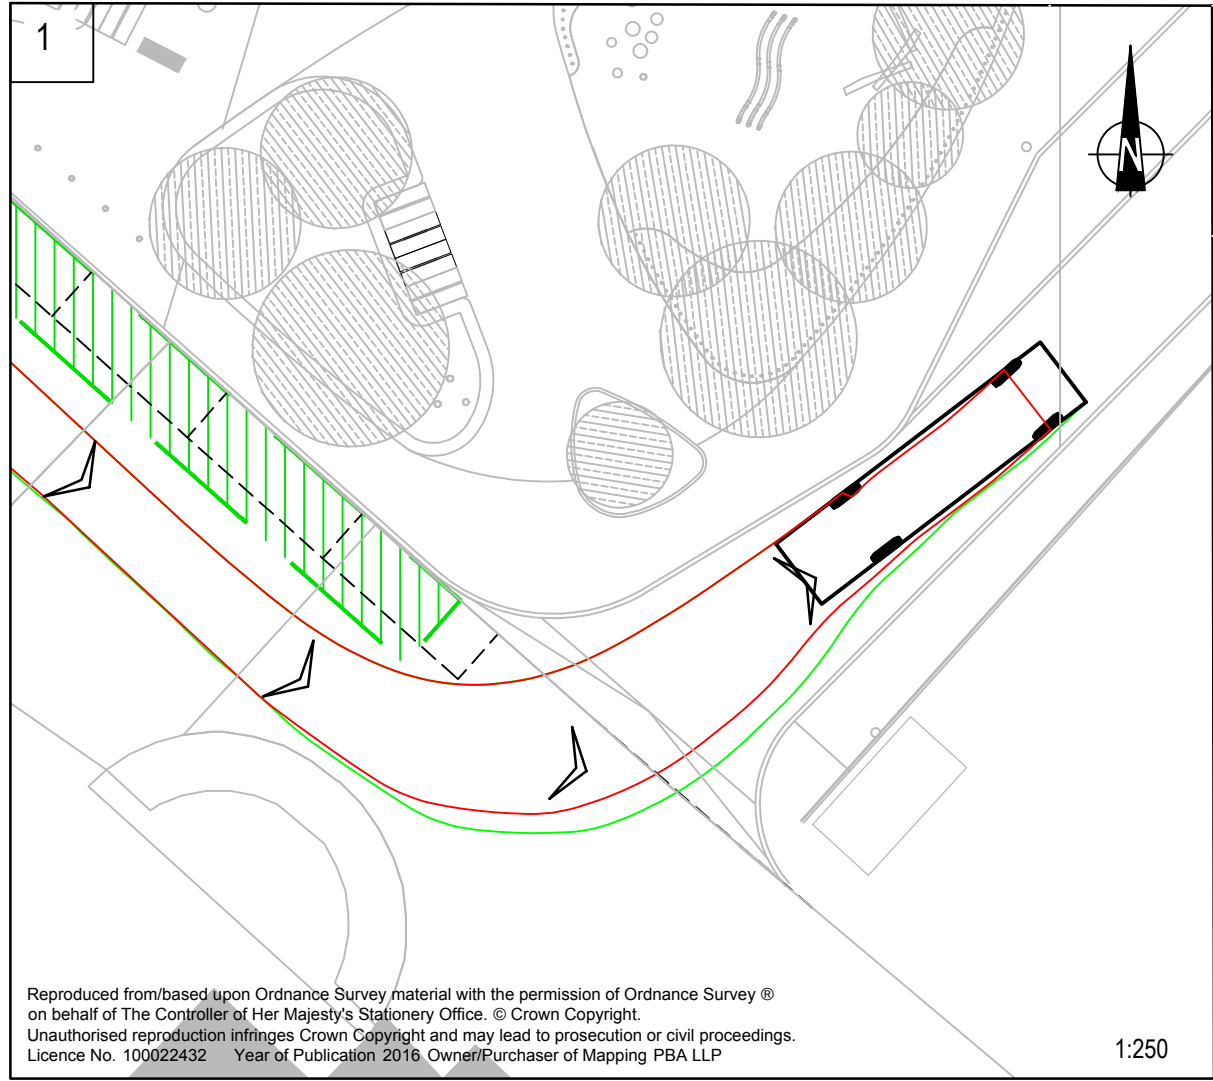 1
N
Reproduced from/based upon Ordnance Survey material with the permission of Ordnance Survey ®
on behalf of The Controller of Her Majesty's Stationery Office. © Crown Copyright.
Unauthorised reproduction infringes Crown Copyright and may lead to prosecution or civil proceedings.
Licence No. 100022432 Year of Publication 2016 Owner/Purchaser of Mapping PBA LLP
1:250